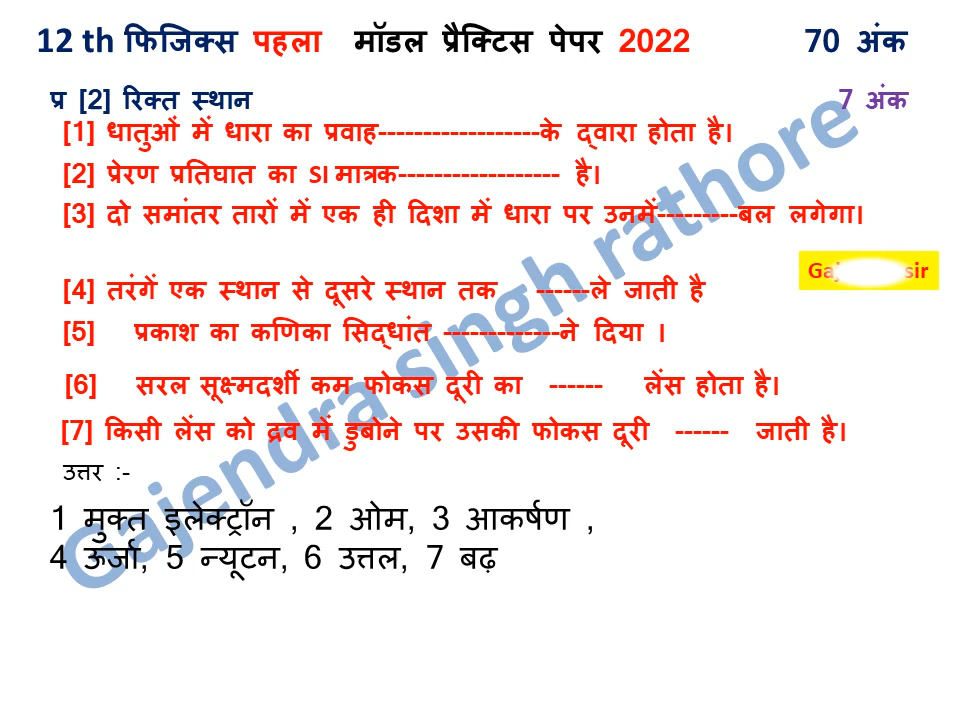 12 th फिजिक्स पहला मॉडल प्रैक्टिस पेपर 2022 70 अंक
प्र [2] रिक्त स्थान 7 अंक
[1] धातुओं में धारा का प्रवाह------------------के द्वारा होता है।
[2] प्रेरण प्रतिघात का SI मात्रक------------------ है।
[3] दो समांतर तारों में एक ही दिशा में धारा पर उनमें---------बल लगेगा।
[4] तरंगें एक स्थान से दूसरे स्थान तक ------ले जाती है
sir
[5] प्रकाश का कणिका सिद्धांत -------------ने दिया ।
[6] सरल सूक्ष्मदर्शी कम फोकस दूरी का ------ लेंस होता है।
[7] किसी लेंस को द्रव में डुबोने पर उसकी फोकस दूरी ------ जाती है।
उत्तर :-
1 मुक्त इलेक्ट्रॉन , 2 ओम, 3 आकर्षण ,
4 ऊर्जा, 5 न्यूटन, 6 उत्तल, 7 बढ़
Gajendra singh rathore